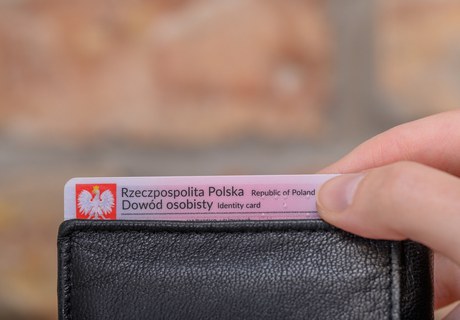 Rzeczpospolita Polska Republic of Poland
Dowód osobisty Identity card